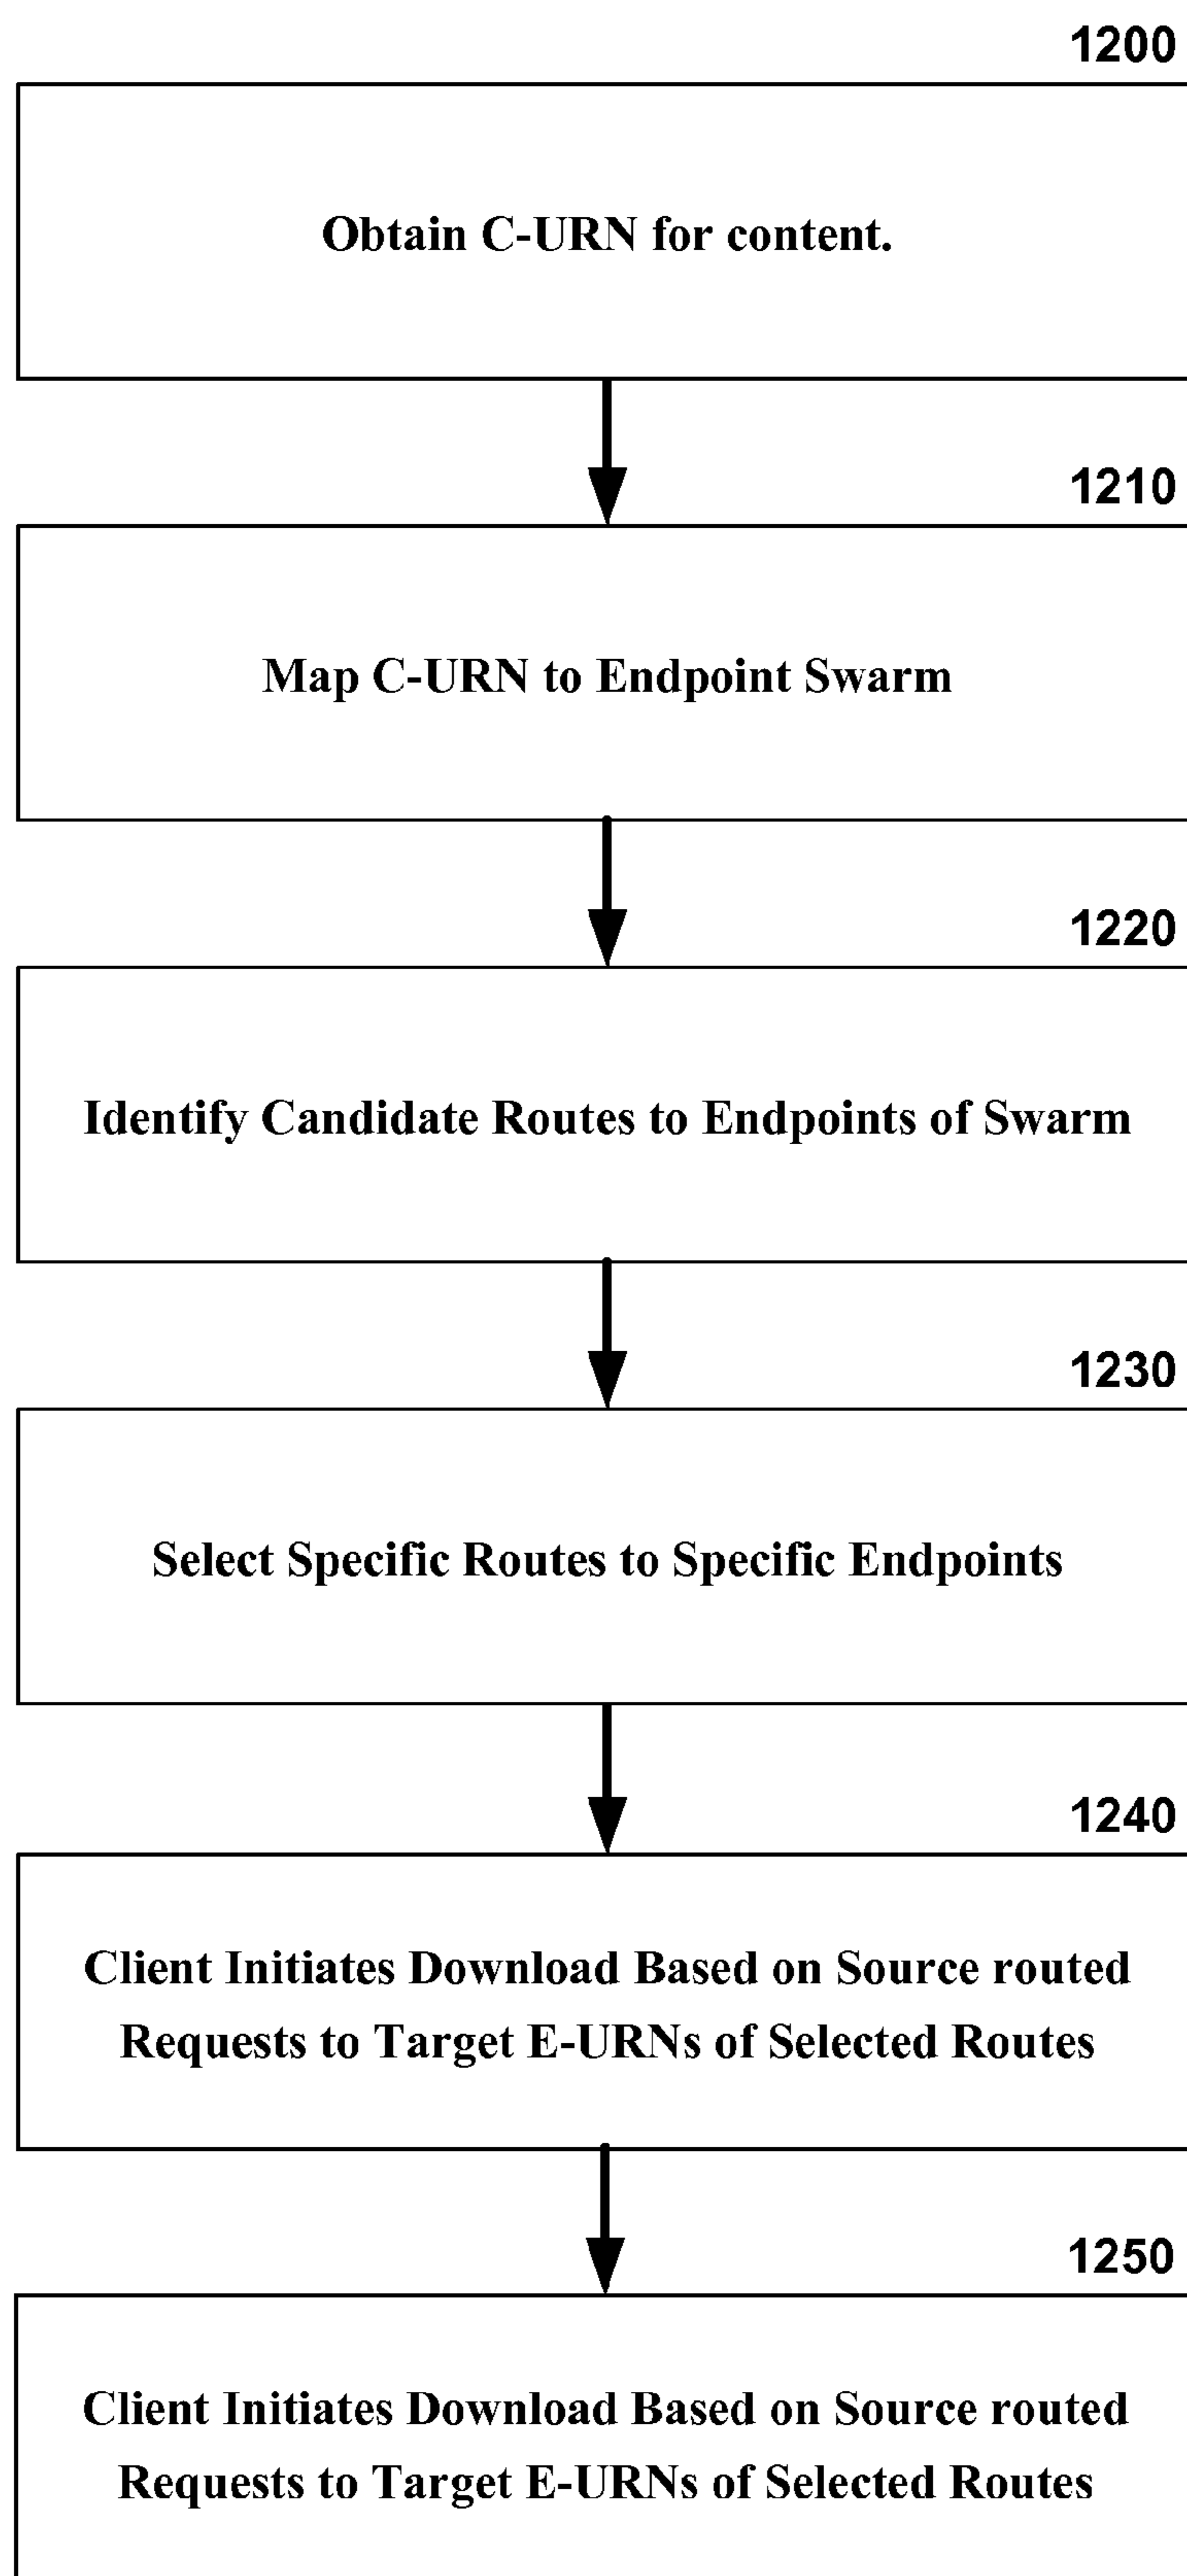 1200
Obtain C-URN for content.
1210
Map C-URN to Endpoint Swarm
1220
Identify Candidate Routes to Endpoints of Swarm
1230
Select Specific Routes to Specific Endpoints
1240
Client Initiates Download Based on Source routed
Requests to Target E-URNs of Selected Routes
1250
Client Initiates Download Based on Source routed
Requests to Target E-URNs of Selected Routes